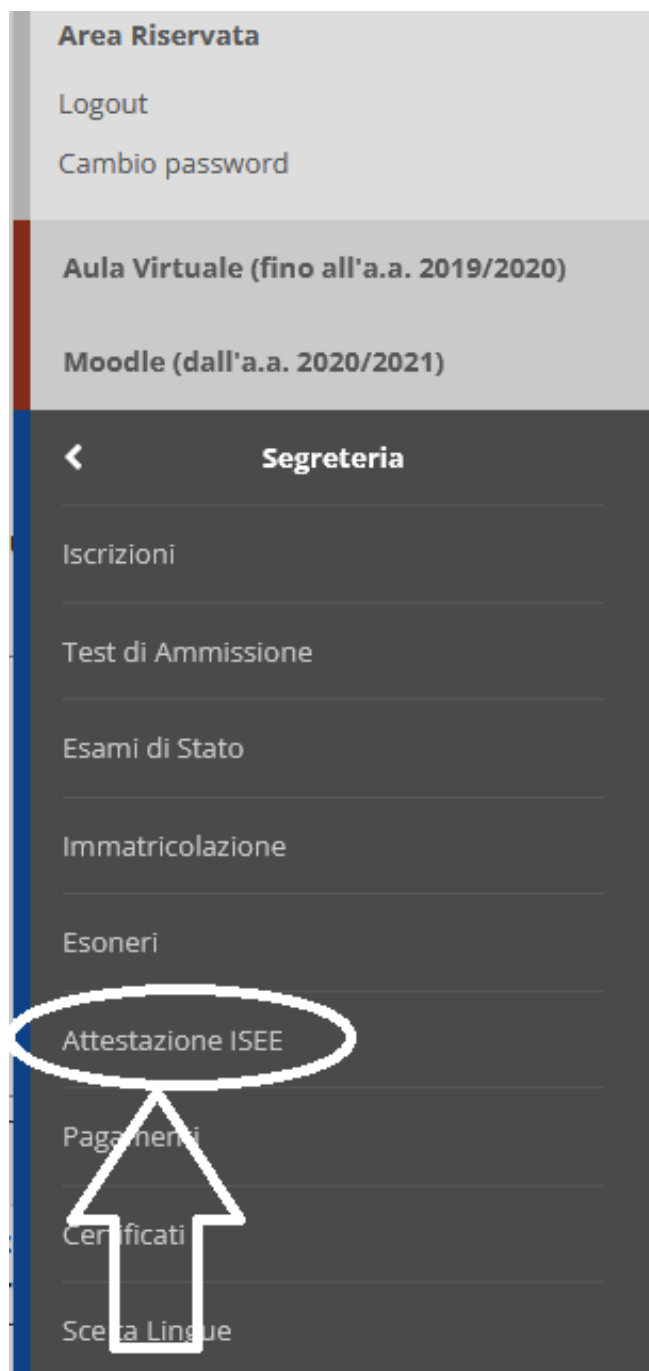 Area Riservata
Logout
Cambio password
Aula Virtuale (fino all'a.a. 2019/2020)
Moodle (dall'a.a. 2020/2021)
Segreteria
Iscrizioni
Test di Ammissione
Esami di Stato
Immatricolazione
Esoneri
Attestazione ISEE
Pagamenti
Certificati
Scelta Lingue